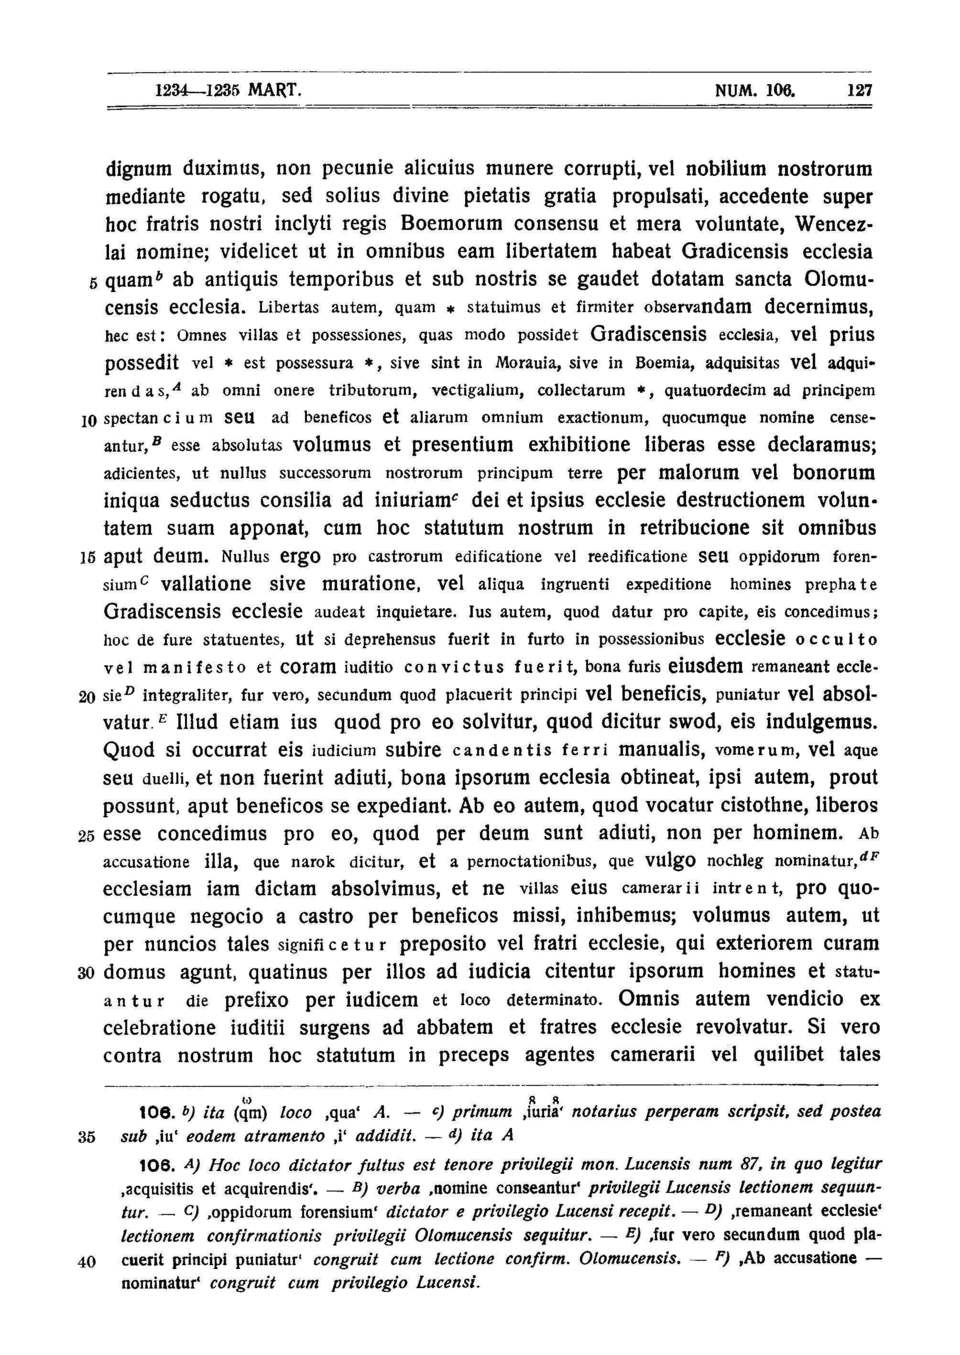 1234—1235 MART. NUM. 106. 127
dignum duximus, non pecunie alicuius munere corrupti, vel nobilium nostrorum
mediante rogatu, sed solius divine pietatis gratia propulsati, accedente super
hoc fratris nostri inclyti regis Boemorum consensu et mera voluntate, Wencez-
lai nomine; videlicet ut in omnibus eam libertatem habeat Gradicensis ecclesia
5 quam b ab antiquis temporibus et sub nostris se gaudet dotatam sancta Olomu-
censis ecclesia. Libertas autem, quam * statuimus et firmiter observandam decernimus,
hec est: Omnes villas et possessiones, quas modo possidet Gradiscensis ecclesia, vel prius
possedit vel * est possessura *, sive sint in Morauia, sive in Boemia, adquisitas vel adqui-
rendas, A ab omni onere tributorum, vectigalium, collectarum *, quatuordecim ad principem
10 spectancium seu ad beneficos et aliarum omnium exactionum, quocumque nomine cense-
antur, B esse absolutas volumus et presentium exhibitione liberas esse declaramus;
adicientes, ut nullus successorum nostrorum principum terre per malorum vel bonorum
iniqua seductus consilia ad iniuriam c dei et ipsius ecclesie destructionem volun-
tatem suam apponat, cum hoc statutum nostrum in retribucione sit omnibus
15 aput deum. Nullus ergo pro castrorum edificatione vel reedificatione seu oppidorum foren-
sium C vallatione sive muratione, vel aliqua ingruenti expeditione homines prephate
Gradiscensis ecclesie audeat inquietare. Ius autem, quod datur pro capite, eis concedimus;
hoc de fure statuentes, ut si deprehensus fuerit in furto in possessionibus ecclesie occulto
vel manifesto et coram iuditio convictus fuerit, bona furis eiusdem remaneant eccle-
20 sie D integraliter, fur vero, secundum quod placuerit principi vel beneficis, puniatur vel absol-
vatur. E Illud etiam ius quod pro eo solvitur, quod dicitur swod, eis indulgemus.
Quod si occurrat eis iudicium subire candentis ferri manualis, vomerum, vel aque
seu duelli, et non fuerint adiuti, bona ipsorum ecclesia obtineat, ipsi autem, prout
possunt, aput beneficos se expediant. Ab eo autem, quod vocatur cistothne, liberos
25 esse concedimus pro eo, quod per deum sunt adiuti, non per hominem. Ab
accusatione illa, que narok dicitur, et a pernoctationibus, que vulgo nochleg nominatur, d F
ecclesiam iam dictam absolvimus, et ne villas eius camerarii intrent, pro quo-
cumque negocio a castro per beneficos missi, inhibemus; volumus autem, ut
per nuncios tales significetur preposito vel fratri ecclesie, qui exteriorem curam
30 domus agunt, quatinus per illos ad iudicia citentur ipsorum homines et statu-
antur die prefixo per iudicem et loco determinato. Omnis autem vendicio ex
celebratione iuditii surgens ad abbatem et fratres ecclesie revolvatur. Si vero
contra nostrum hoc statutum in preceps agentes camerarii vel quilibet tales
106. b) ita (qm) loco ‚qua‘ A. — c) primum ‚iuria‘ notarius perperam scripsit, sed postea
35 sub ‚iu‘ eodem atramento ‚i‘ addidit. — d) ita A
106. A) Hoc loco dictator fultus est tenore privilegii mon. Lucensis num 87, in quo legitur
‚acquisitis et acquirendis‘. — B) verba ‚nomine conseantur‘ privilegii Lucensis lectionem sequun-
tur. — C) ‚oppidorum forensium‘ dictator e privilegio Lucensi recepit. — D) ‚remaneant ecclesie‘
lectionem confirmationis privilegii Olomucensis sequitur. — E) ‚fur vero secundum quod pla-
40 cuerit principi puniatur‘ congruit cum lectione confirm. Olomucensis. — F) ‚Ab accusatione —
nominatur‘ congruit cum privilegio Lucensi.